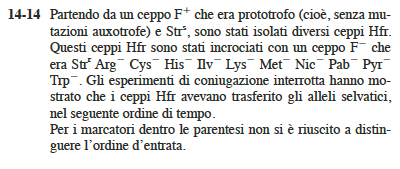 14-14 Partendo da un ceppo F⁺ che era prototrofo (cioè, senza mu-
tazioni auxotrofe) e Strˢ, sono stati isolati diversi ceppi Hfr.
Questi ceppi Hfr sono stati incrociati con un ceppo F⁻ che
era Strʳ Arg⁻ Cys⁻ His⁻ Ilv⁻ Lys⁻ Met⁻ Nic⁻ Pab⁻ Pyr⁻
Trp⁻. Gli esperimenti di coniugazione interrotta hanno mo-
strato che i ceppi Hfr avevano trasferito gli alleli selvatici,
nel seguente ordine di tempo.
Per i marcatori dentro le parentesi non si è riuscito a distin-
guere l'ordine d'entrata.